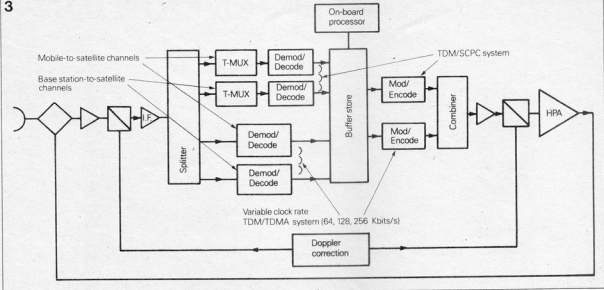 3
On-board
processor
Mobile-to-satellite channels
T-MUX
Demod/
Decode
TDM/SCPC system
Base station-to-satellite
channels
T-MUX
Demod/
Decode
Mod/
Encode
I.F.
Splitter
Buffer store
Combiner
HPA
Demod/
Decode
Mod/
Encode
Demod/
Decode
Variable clock rate
TDM/TDMA system (64, 128, 256 Kbits/s)
Doppler
correction